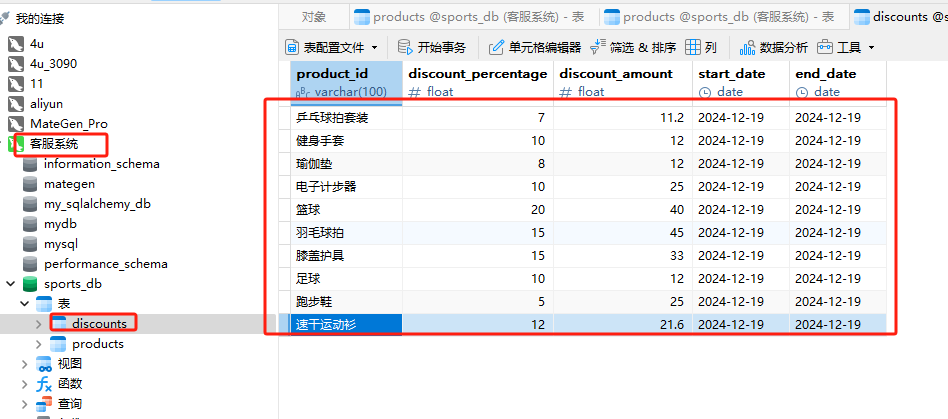 我的连接
4u
4u_3090
11
aliyun
MateGen_Pro
客服系统
information_schema
mategen
my_sqlalchemy_db
mydb
mysql
performance_schema
sports_db
表
discounts
products
视图
函数
查询
对象 products @sports_db (客服系统) - 表 products @sports_db (客服系统) - 表 discounts @s
表配置文件 开始事务 单元格编辑器 筛选 & 排序 列 数据分析 工具
product_id discount_percentage discount_amount start_date end_date
varchar(100) # float # float date date
乒乓球拍套装 7 11.2 2024-12-19 2024-12-19
健身手套 10 12 2024-12-19 2024-12-19
瑜伽垫 8 12 2024-12-19 2024-12-19
电子计步器 10 25 2024-12-19 2024-12-19
篮球 20 40 2024-12-19 2024-12-19
羽毛球拍 15 45 2024-12-19 2024-12-19
膝盖护具 15 33 2024-12-19 2024-12-19
足球 10 12 2024-12-19 2024-12-19
跑步鞋 5 25 2024-12-19 2024-12-19
速干运动衫 12 21.6 2024-12-19 2024-12-19